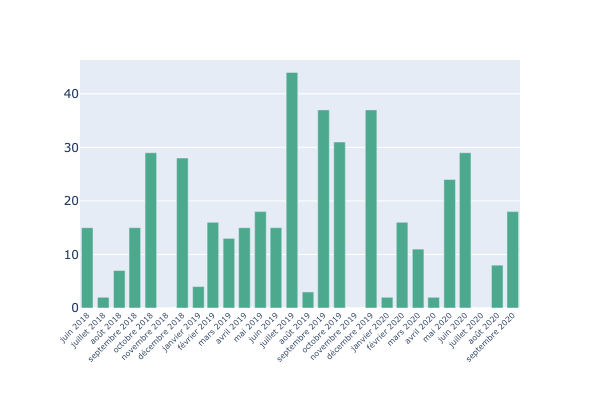 40
30
20
10
0
juin 2018
juillet 2018
août 2018
septembre 2018
octobre 2018
novembre 2018
décembre 2018
janvier 2019
février 2019
mars 2019
avril 2019
mai 2019
juin 2019
juillet 2019
août 2019
septembre 2019
octobre 2019
novembre 2019
décembre 2019
janvier 2020
février 2020
mars 2020
avril 2020
mai 2020
juin 2020
juillet 2020
août 2020
septembre 2020